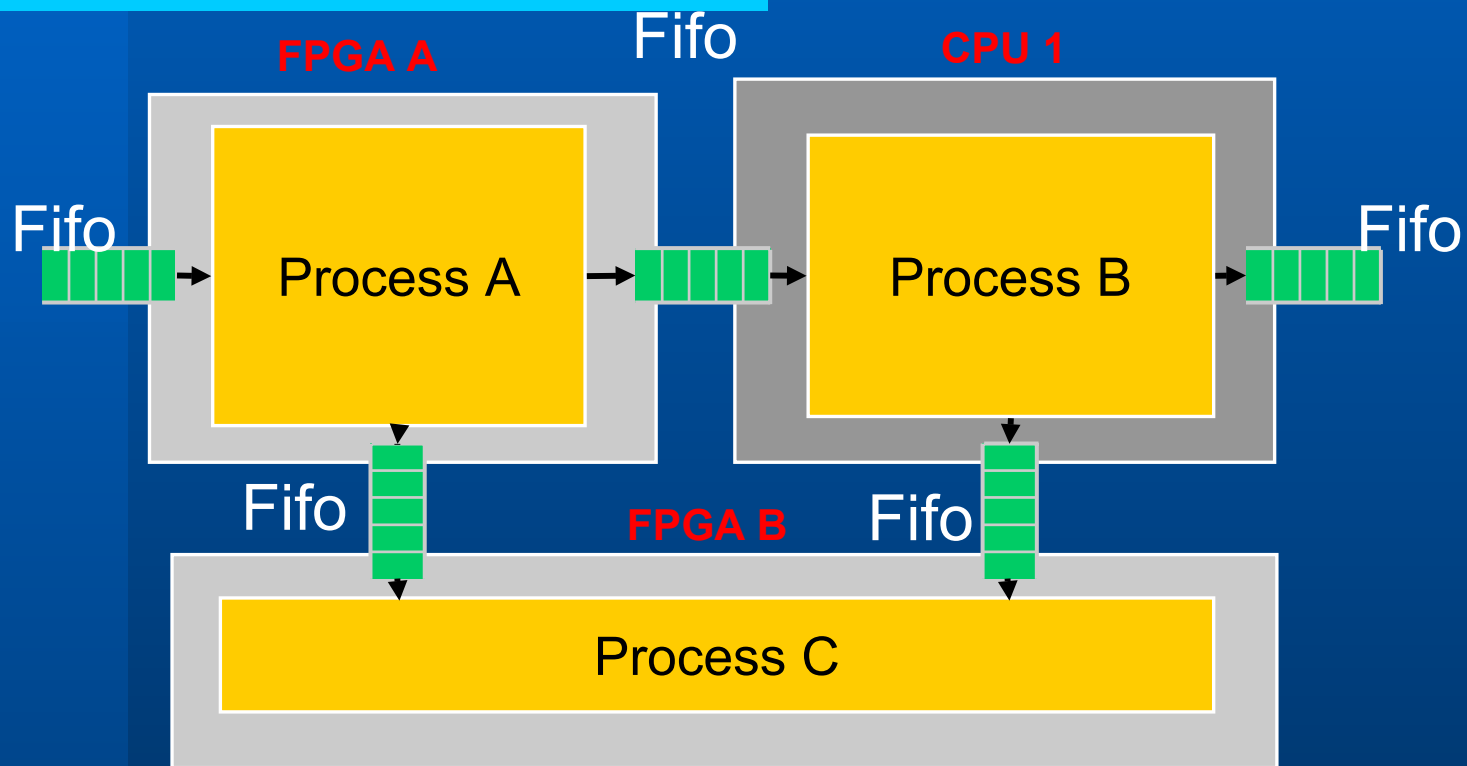 Fifo
FPGA A
CPU 1
Fifo
Fifo
Process A
Process B
Fifo
Fifo
FPGA B
Process C